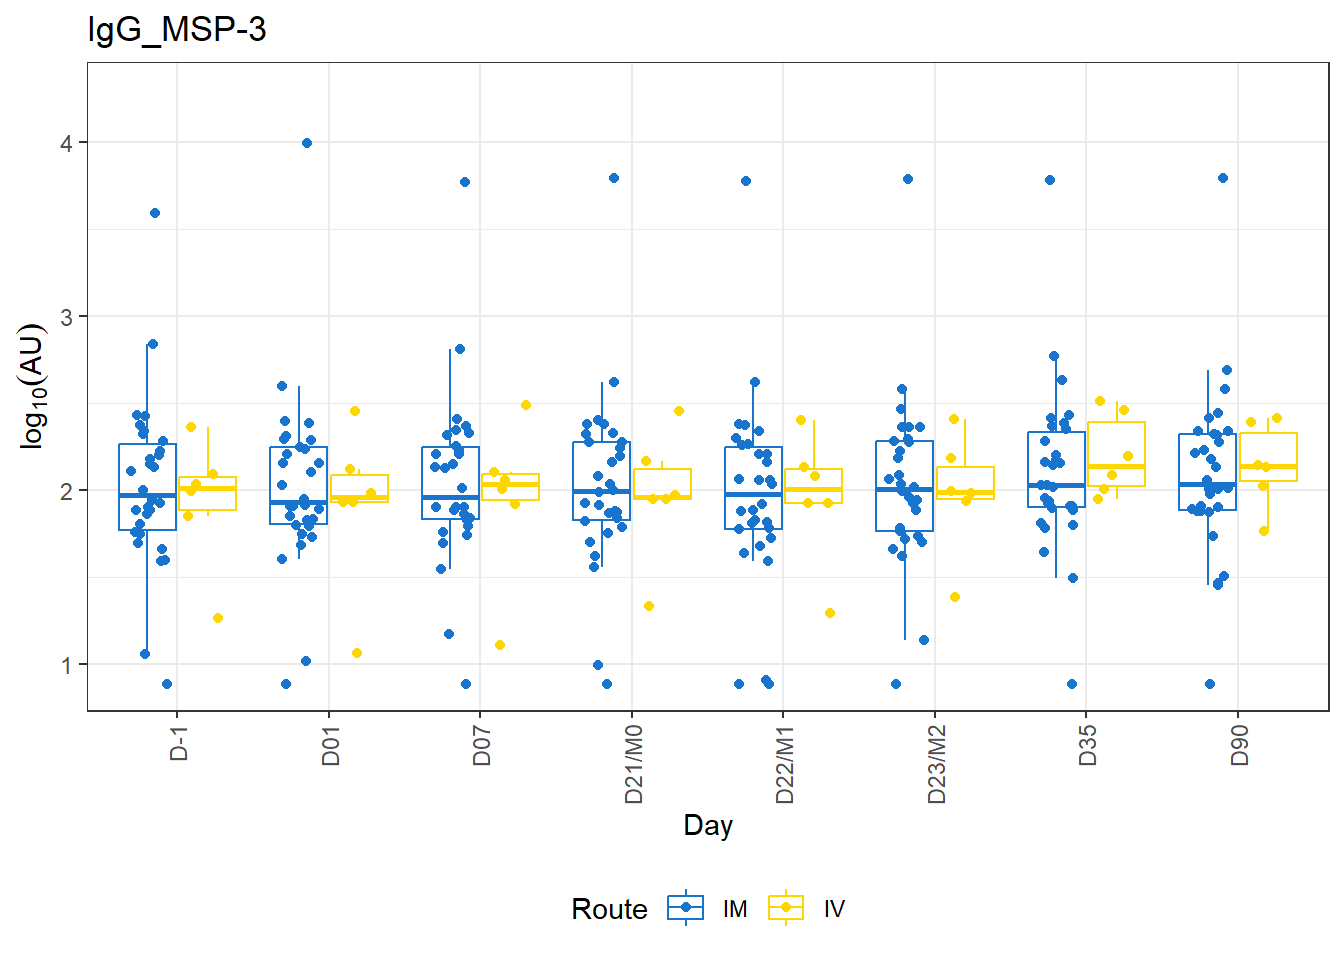 IgG_MSP-3
log10(AU)
4
3
2
1
D-1
D01
D07
D21/M0
D22/M1
D23/M2
D35
D90
Day
Route IM IV